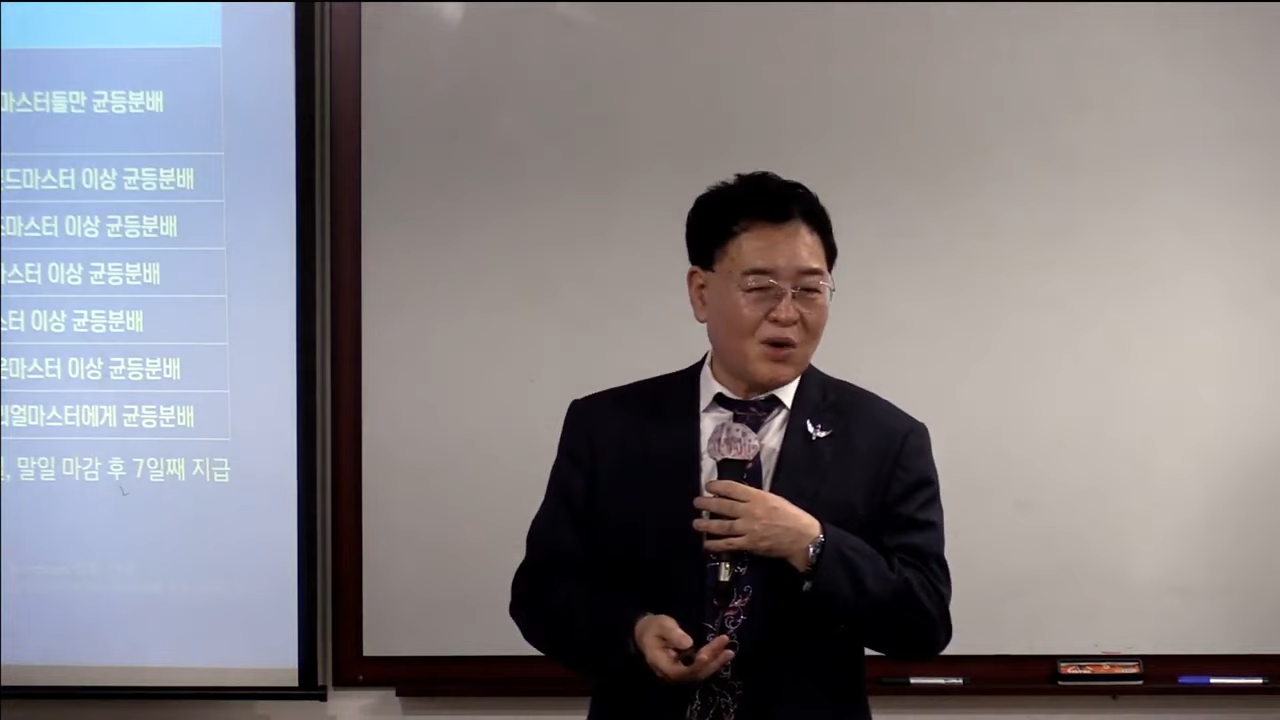 마스터들만 균등분배
드마스터 이상 균등분배
마스터 이상 균등분배
스터 이상 균등분배
터 이상 균등분배
마스터 이상 균등분배
얼마스터에게 균등분배
말일 마감 후 7일째 지급